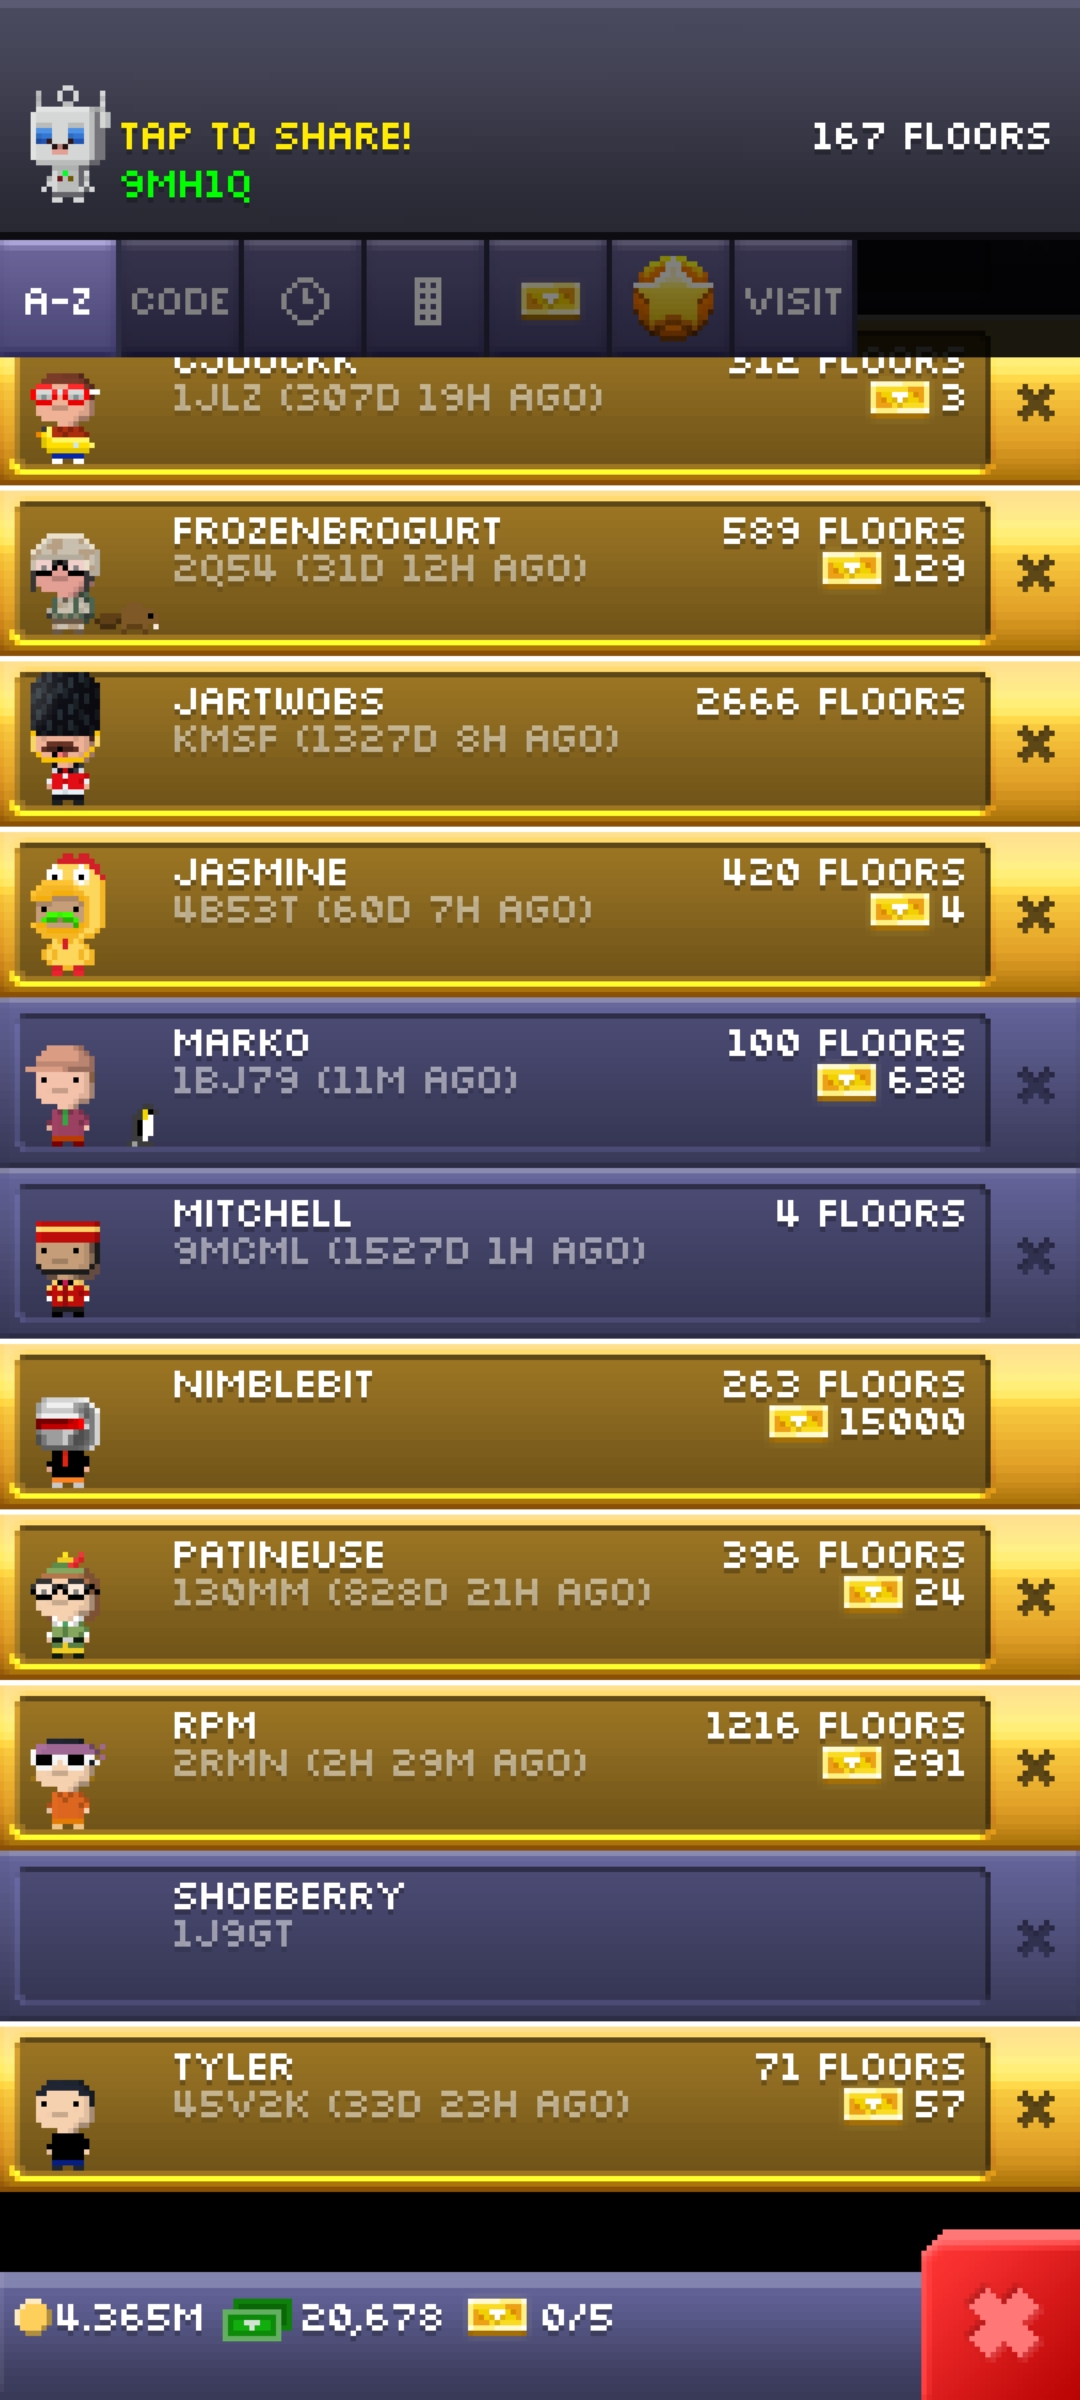 TAP TO SHARE!
167 FLOORS
9MH1Q
A-Z
CODE
VISIT
312 FLOORS
1JLZ (307D 19H AGO)
3
FROZENBROGURT
589 FLOORS
2Q54 (31D 12H AGO)
129
JARTWOBS
2666 FLOORS
KMSF (1327D 8H AGO)
JASMINE
420 FLOORS
4B53T (60D 7H AGO)
4
MARKO
100 FLOORS
1BJ79 (11M AGO)
638
MITCHELL
4 FLOORS
9MCML (1527D 1H AGO)
NIMBLEBIT
263 FLOORS
15000
PATINEUSE
396 FLOORS
130MM (828D 21H AGO)
24
RPM
1216 FLOORS
2RMN (2H 29M AGO)
291
SHOEBERRY
1J9GT
TYLER
71 FLOORS
45V2K (33D 23H AGO)
57
4.365M
20,678
0/5